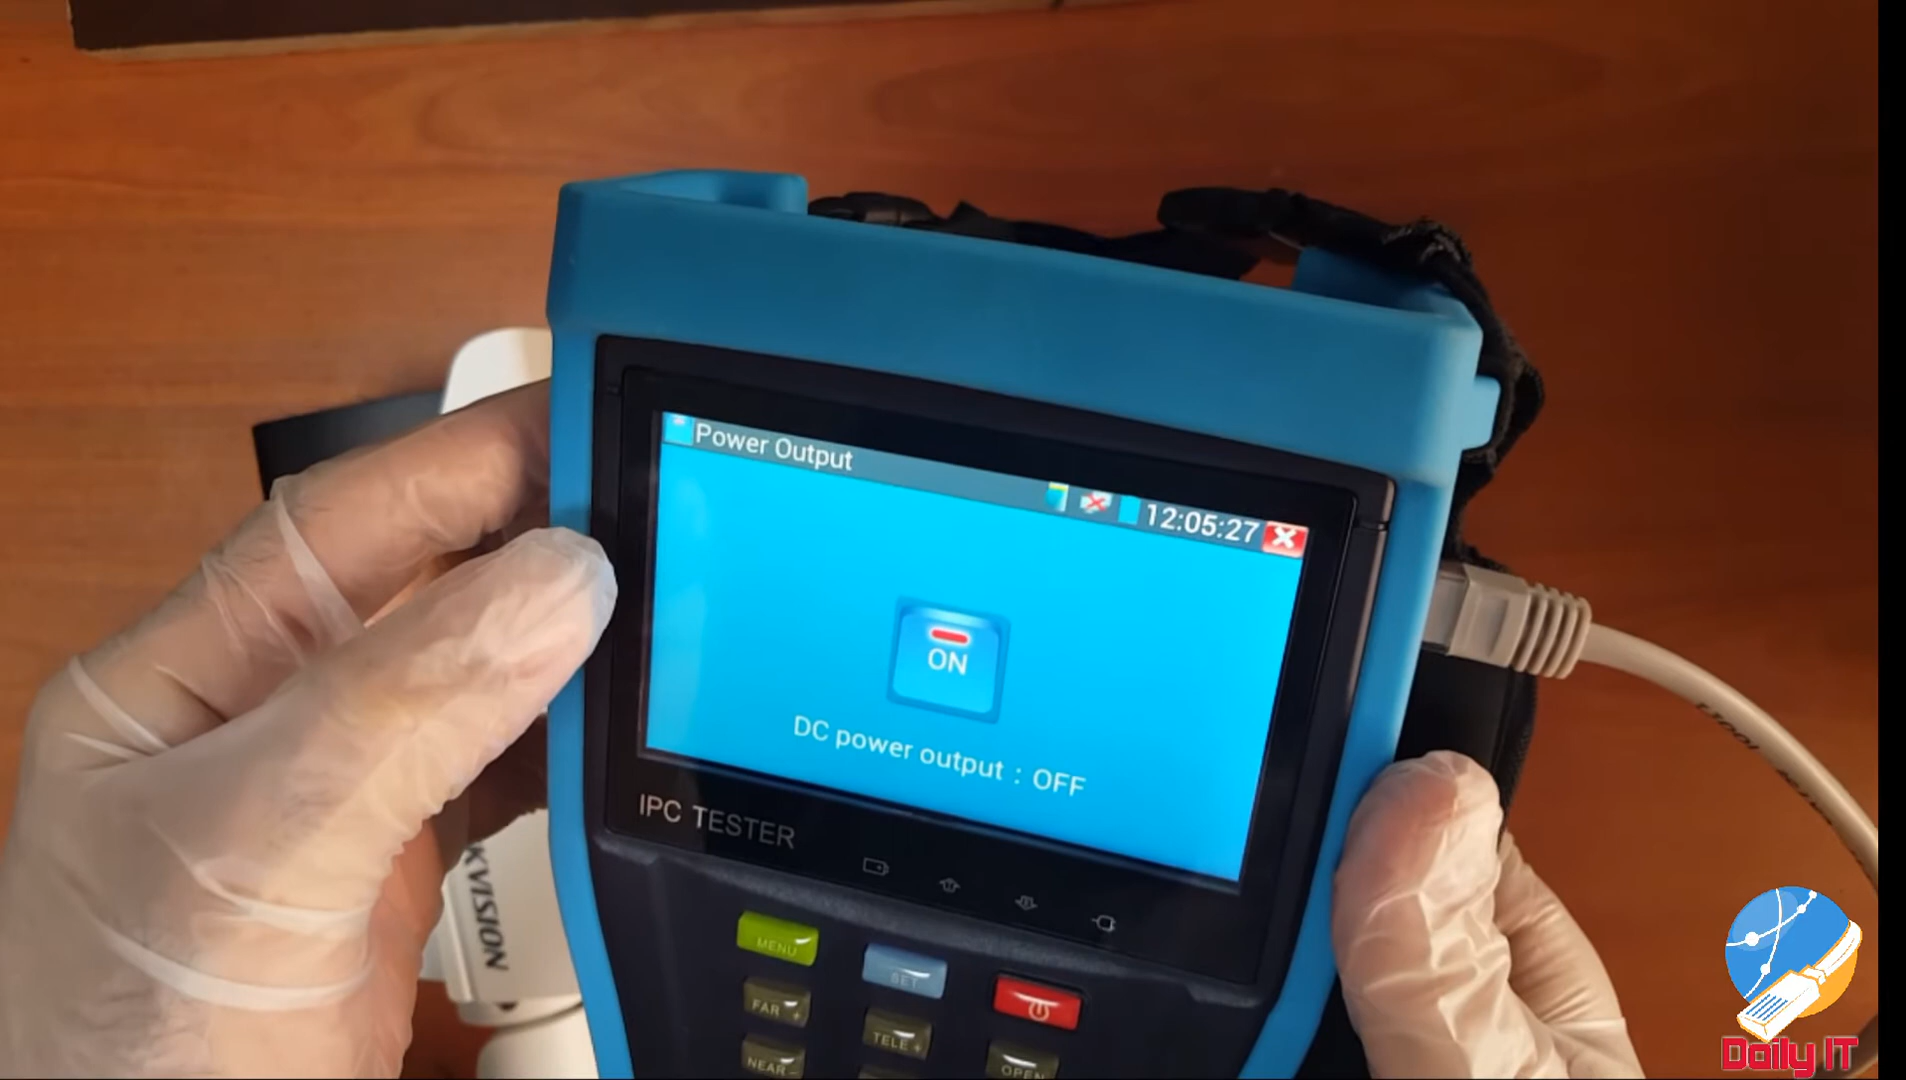 Power Output
12:05:27
ON
DC power output : OFF
IPC TESTER
MENU
SET
FAR +
TELE +
NEAR -
OPEN
KVISION
Daily IT